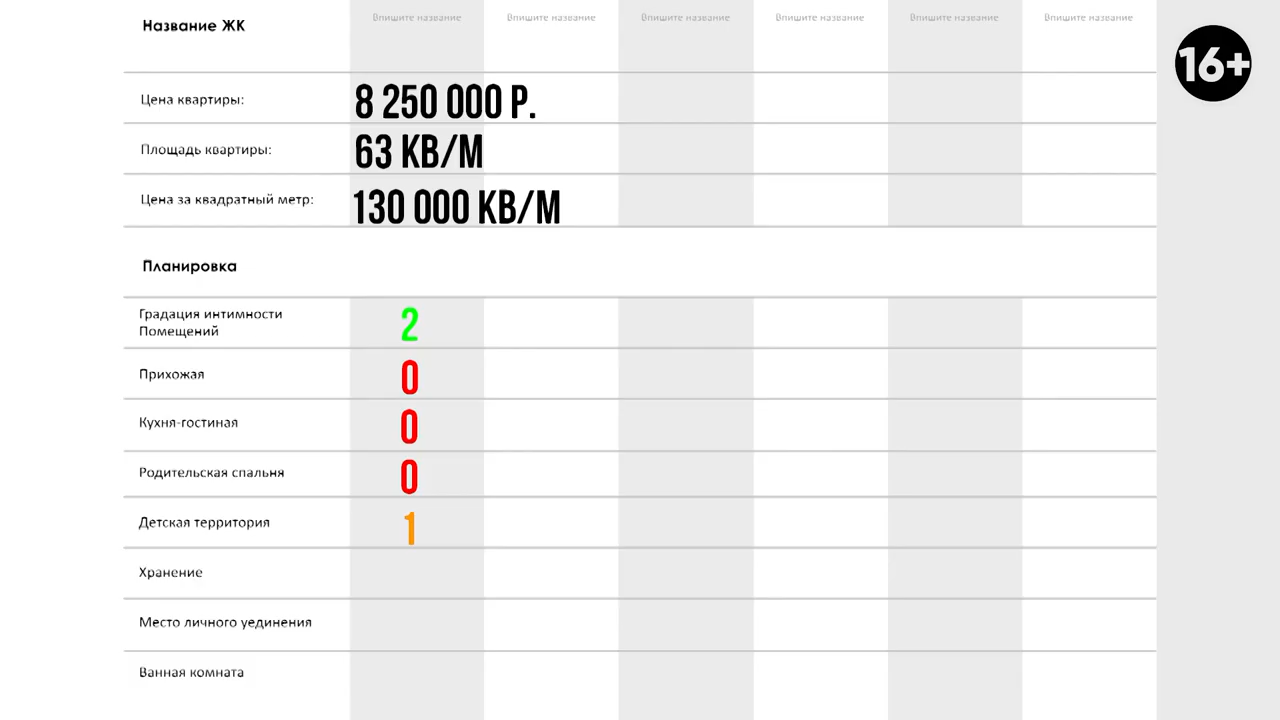 Название ЖК
Впишите название
Впишите название
Впишите название
Впишите название
Впишите название
Впишите название
16+
Цена квартиры:
8 250 000 Р.
Площадь квартиры:
63 КВ/М
Цена за квадратный метр:
130 000 КВ/М
Планировка
Градация интимности
Помещений
2
Прихожая
0
Кухня-гостиная
0
Родительская спальня
0
Детская территория
1
Хранение
Место личного уединения
Ванная комната